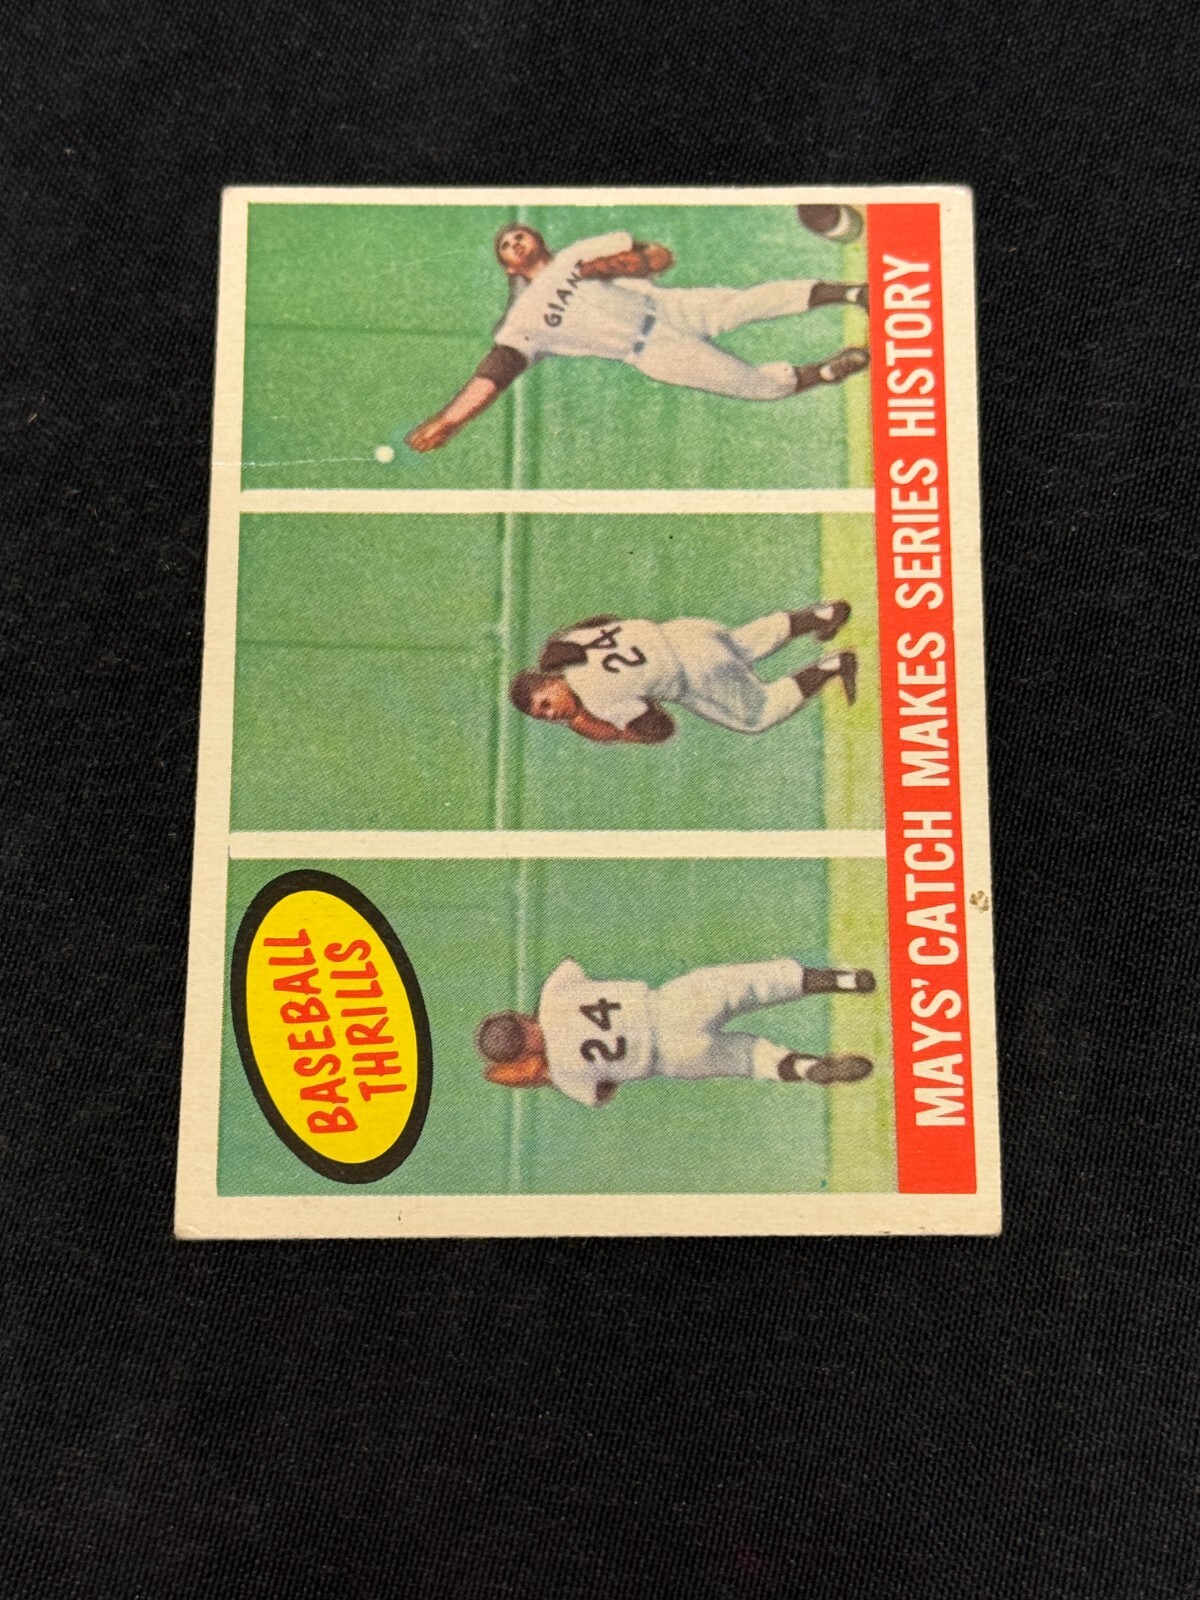 BASEBALL
THRILLS
24
24
GIANT
MAYS' CATCH MAKES SERIES HISTORY